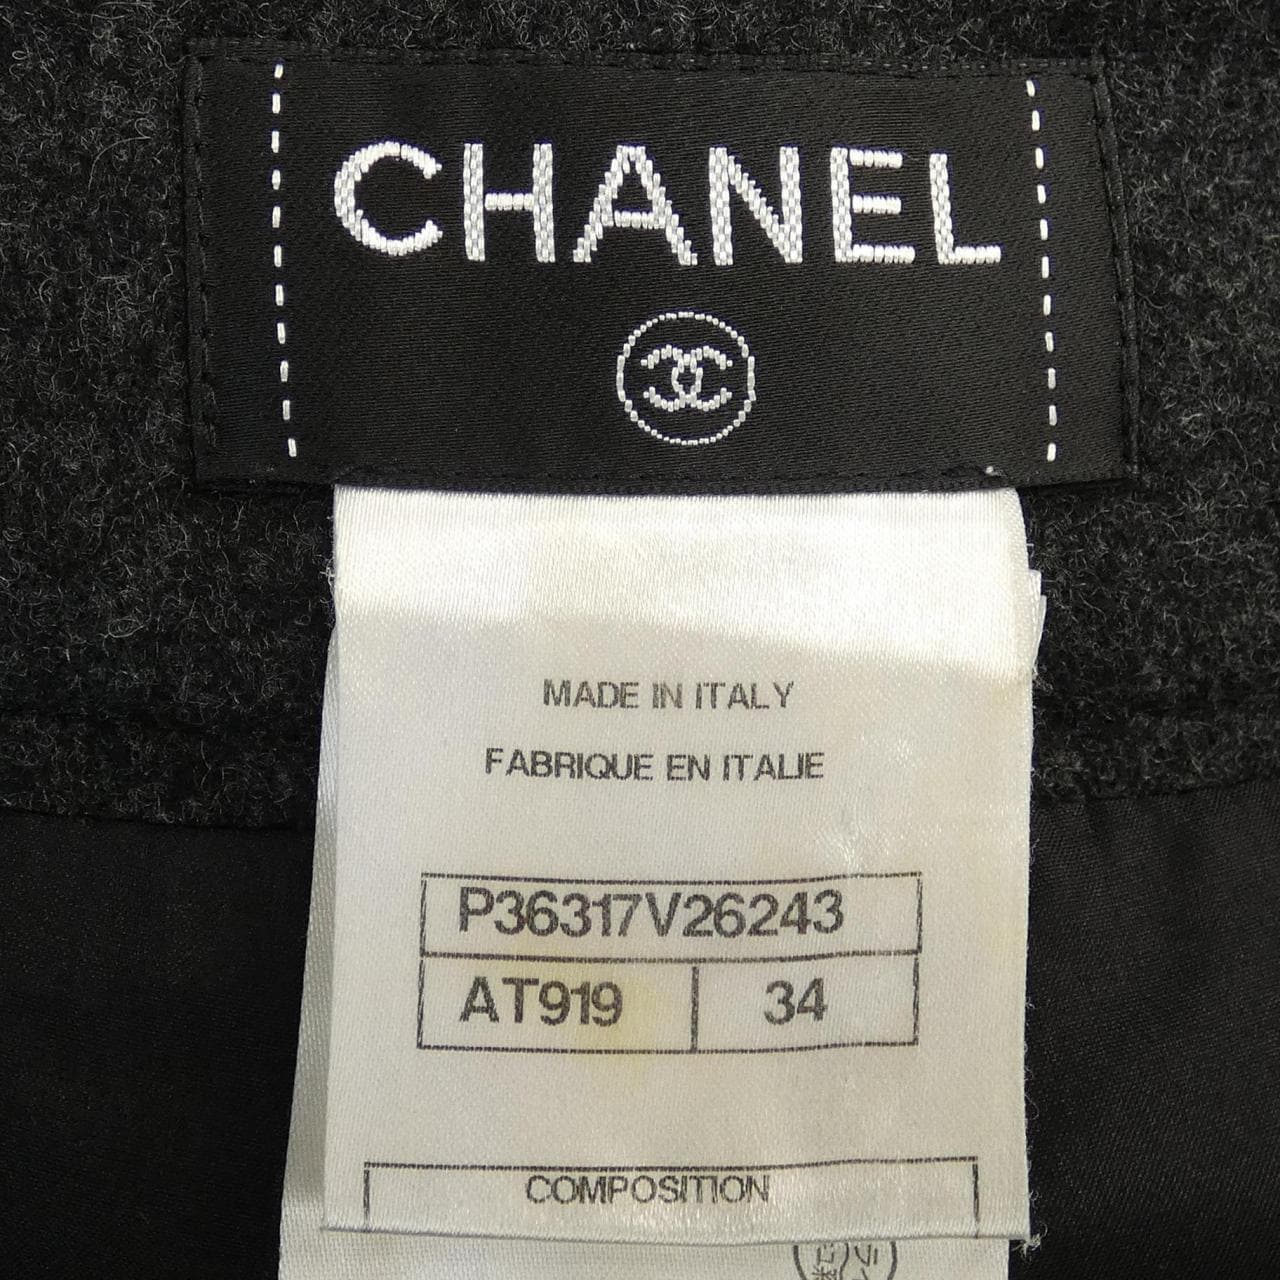 CHANEL
MADE IN ITALY
FABRIQUE EN ITALIE
P36317V26243
AT919 34
COMPOSITION